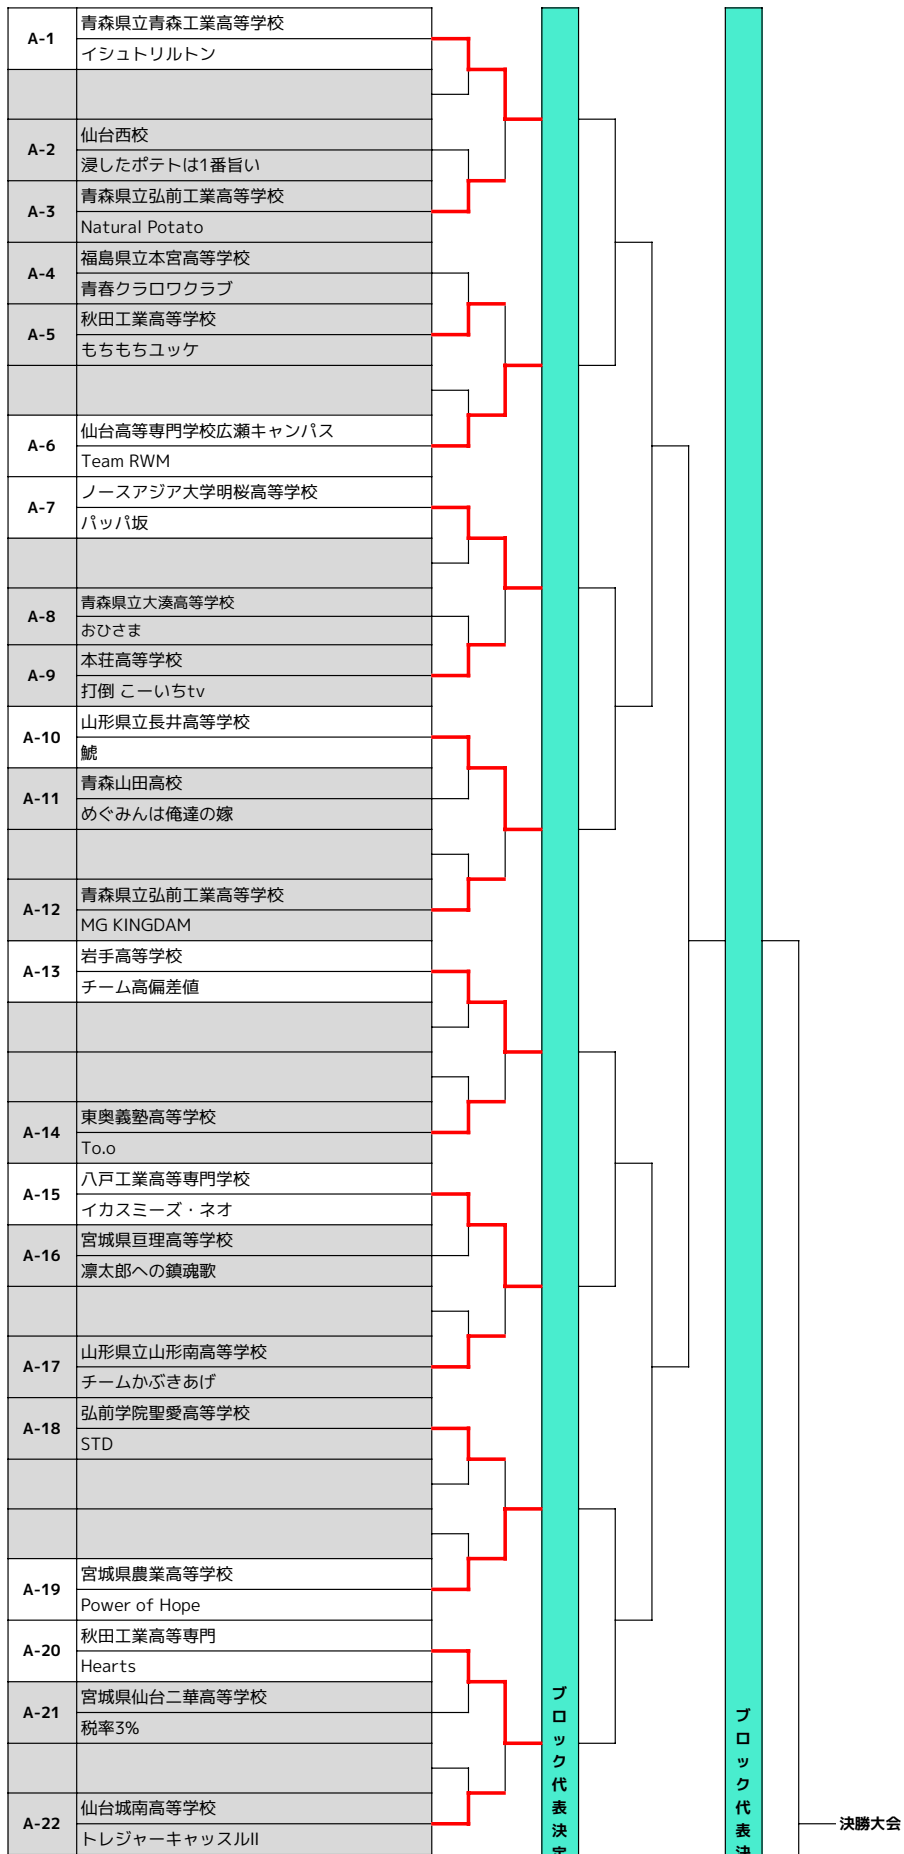 A-1
青森県立青森工業高等学校
イシュトリルトン
A-2
仙台西校
浸したポテトは1番旨い
A-3
青森県立弘前工業高等学校
Natural Potato
A-4
福島県立本宮高等学校
青春クラロワクラブ
A-5
秋田工業高等学校
もちもちユッケ
A-6
仙台高等専門学校広瀬キャンパス
Team RWM
A-7
ノースアジア大学明桜高等学校
パッパ坂
A-8
青森県立大湊高等学校
おひさま
A-9
本荘高等学校
打倒 こーいちtv
A-10
山形県立長井高等学校
鯱
A-11
青森山田高校
めぐみんは俺達の嫁
A-12
青森県立弘前工業高等学校
MG KINGDAM
A-13
岩手高等学校
チーム高偏差値
A-14
東奥義塾高等学校
To.o
A-15
八戸工業高等専門学校
イカスミーズ・ネオ
A-16
宮城県亘理高等学校
凛太郎への鎮魂歌
A-17
山形県立山形南高等学校
チームかぶきあげ
A-18
弘前学院聖愛高等学校
STD
A-19
宮城県農業高等学校
Power of Hope
A-20
秋田工業高等専門
Hearts
A-21
宮城県仙台二華高等学校
税率3%
A-22
仙台城南高等学校
トレジャーキャッスルII
ブロック代表決定
ブロック代表決
決勝大会